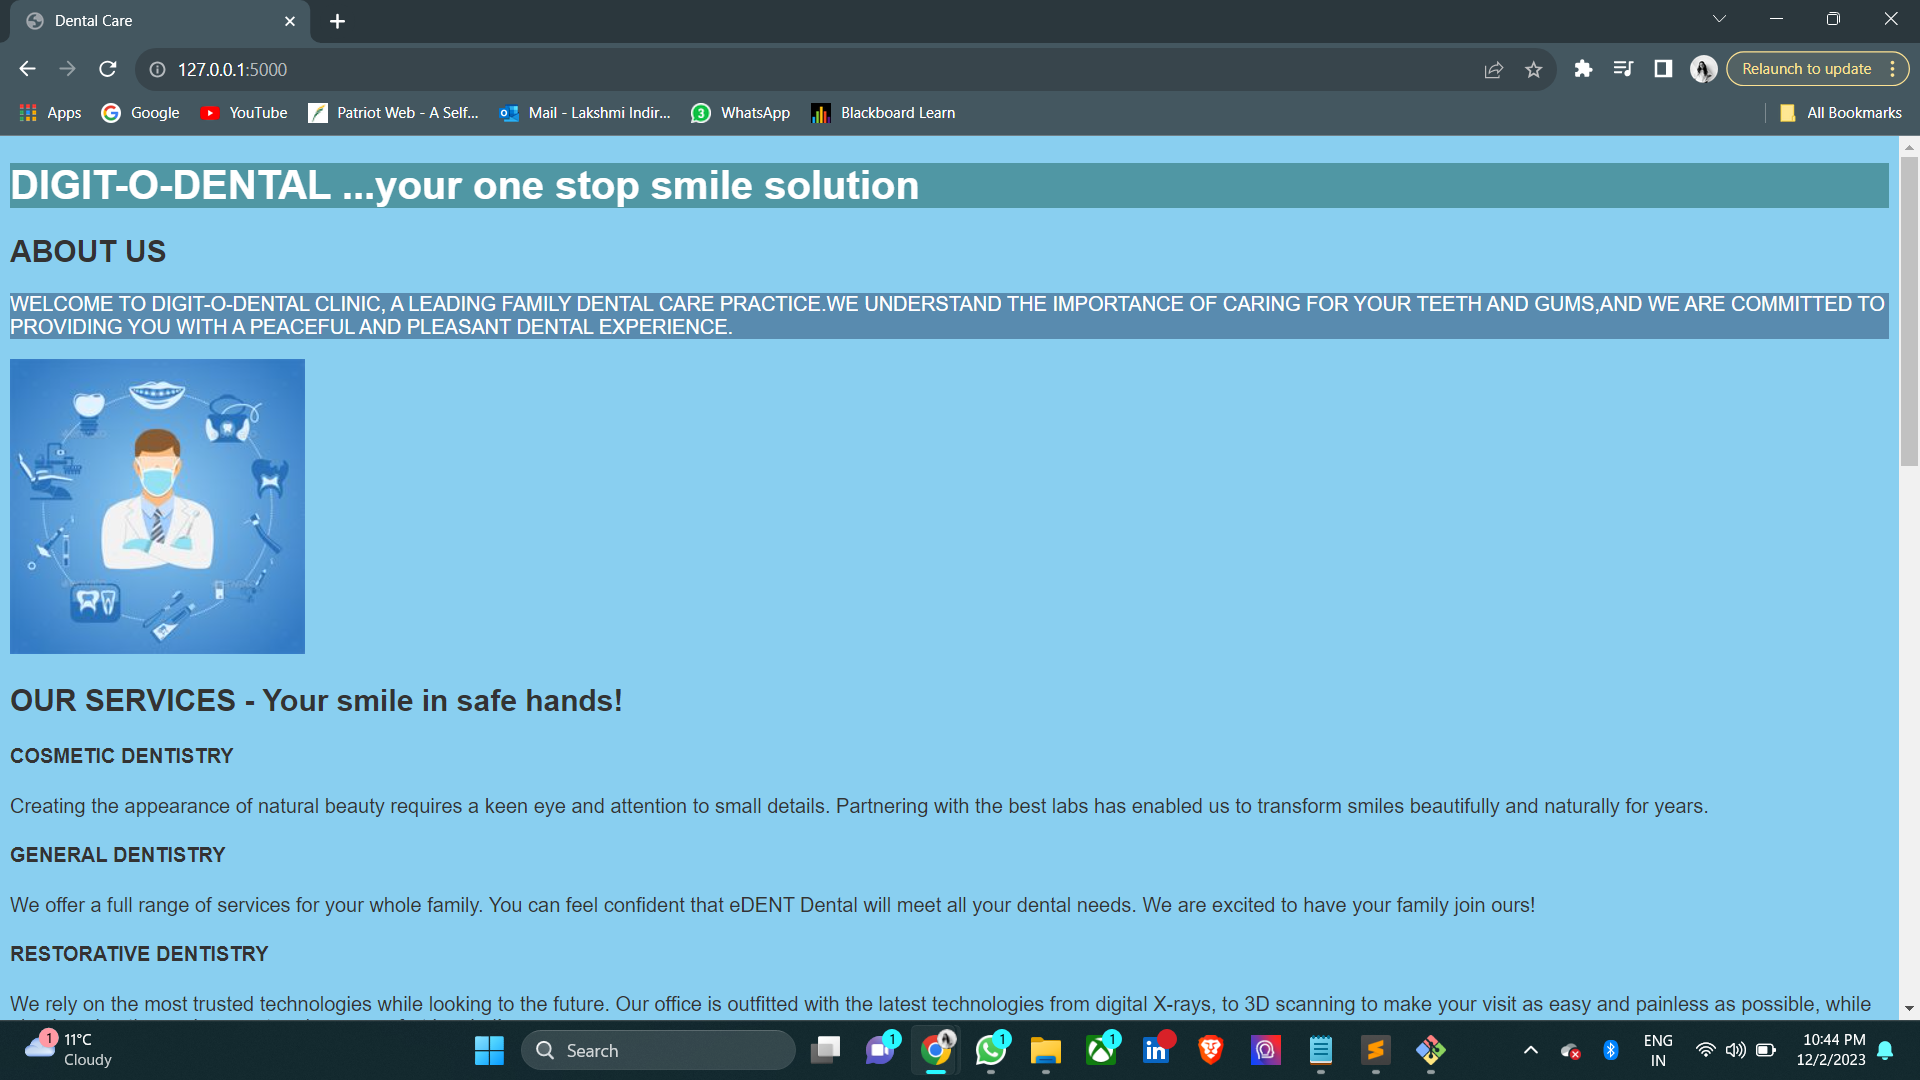 Dental Care
127.0.0.1:5000
Relaunch to update
Apps
Google
YouTube
Patriot Web - A Self...
Mail - Lakshmi Indir...
3
WhatsApp
Blackboard Learn
All Bookmarks
DIGIT-O-DENTAL ...your one stop smile solution
ABOUT US
WELCOME TO DIGIT-O-DENTAL CLINIC, A LEADING FAMILY DENTAL CARE PRACTICE.WE UNDERSTAND THE IMPORTANCE OF CARING FOR YOUR TEETH AND GUMS,AND WE ARE COMMITTED TO
PROVIDING YOU WITH A PEACEFUL AND PLEASANT DENTAL EXPERIENCE.
OUR SERVICES - Your smile in safe hands!
COSMETIC DENTISTRY
Creating the appearance of natural beauty requires a keen eye and attention to small details. Partnering with the best labs has enabled us to transform smiles beautifully and naturally for years.
GENERAL DENTISTRY
We offer a full range of services for your whole family. You can feel confident that eDENT Dental will meet all your dental needs. We are excited to have your family join ours!
RESTORATIVE DENTISTRY
We rely on the most trusted technologies while looking to the future. Our office is outfitted with the latest technologies from digital X-rays, to 3D scanning to make your visit as easy and painless as possible, while
1
11°C
Cloudy
Search
1
1
1
in
ENG
IN
10:44 PM
12/2/2023